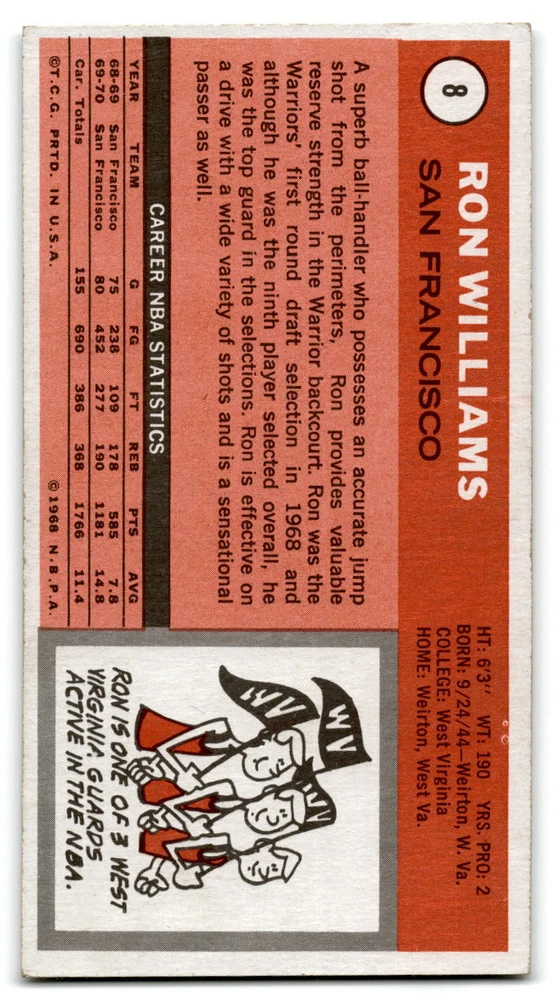 8
RON WILLIAMS
SAN FRANCISCO
HT: 6'3" WT: 190 YRS. PRO: 2
BORN: 9/24/44—Weirton, W. Va.
COLLEGE: West Virginia
HOME: Weirton, West Va.
A superb ball-handler who possesses an accurate jump
shot from the perimeters, Ron provides valuable
reserve strength in the Warrior backcourt. Ron was the
Warriors' first round draft selection in 1968 and
although he was the ninth player selected overall, he
was the top guard in the selections. Ron is effective on
a drive with a wide variety of shots and is a sensational
passer as well.
CAREER NBA STATISTICS
YEAR TEAM G FG FT REB PTS AVG
68-69 San Francisco 75 238 109 178 585 7.8
69-70 San Francisco 80 452 277 190 1181 14.8
Car. Totals 155 690 386 368 1766 11.4
©T.C.G. PRTD. IN U.S.A. ©1968 N.B.P.A.
WV
WV
WV
RON IS ONE OF 3 WEST
VIRGINIA GUARDS
ACTIVE IN THE NBA.